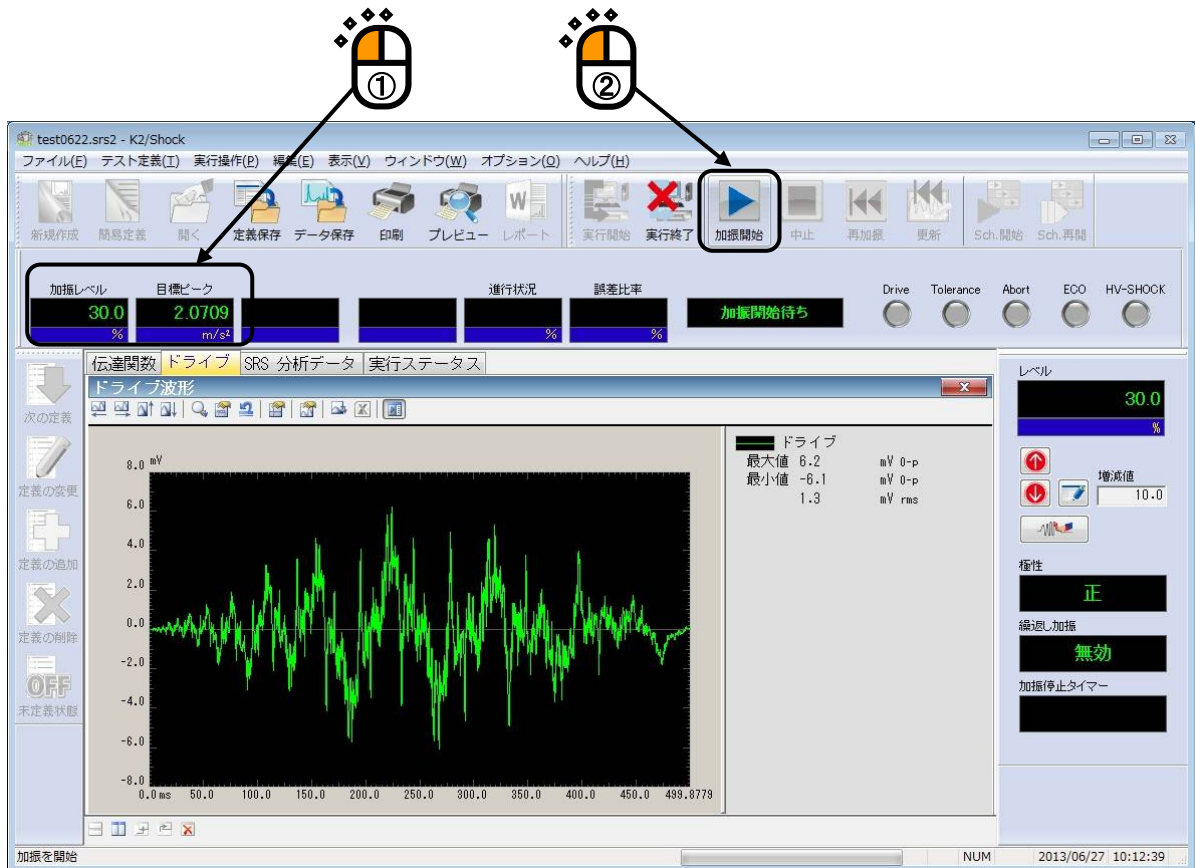 ① ②
test0622.srs2 - K2/Shock
ファイル(F) テスト定義(T) 実行操作(P) 編集(E) 表示(V) ウィンドウ(W) オプション(O) ヘルプ(H)
新規作成 簡易定義 開く 定義保存 データ保存 印刷 プレビュー レポート 実行開始 実行終了 加振開始 中止 再加振 更新 Sch.開始 Sch.再開
加振レベル 目標ピーク 進行状況 誤差比率 Drive Tolerance Abort ECO HV-SHOCK
30.0 2.0709 加振開始待ち
% m/s² % %
伝達関数 ドライブ SRS 分析データ 実行ステータス
ドライブ波形
次の定義
定義の変更
定義の追加
定義の削除
OFF
未定義状態
8.0 mV
6.0
4.0
2.0
0.0
-2.0
-4.0
-6.0
-8.0
0.0 ms 50.0 100.0 150.0 200.0 250.0 300.0 350.0 400.0 450.0 499.8779
ドライブ
最大値 6.2 mV 0-p
最小値 -6.1 mV 0-p
1.3 mV rms
レベル
30.0
%
増減値
10.0
極性
正
繰返し加振
無効
加振停止タイマー
加振を開始 NUM 2013/06/27 10:12:39